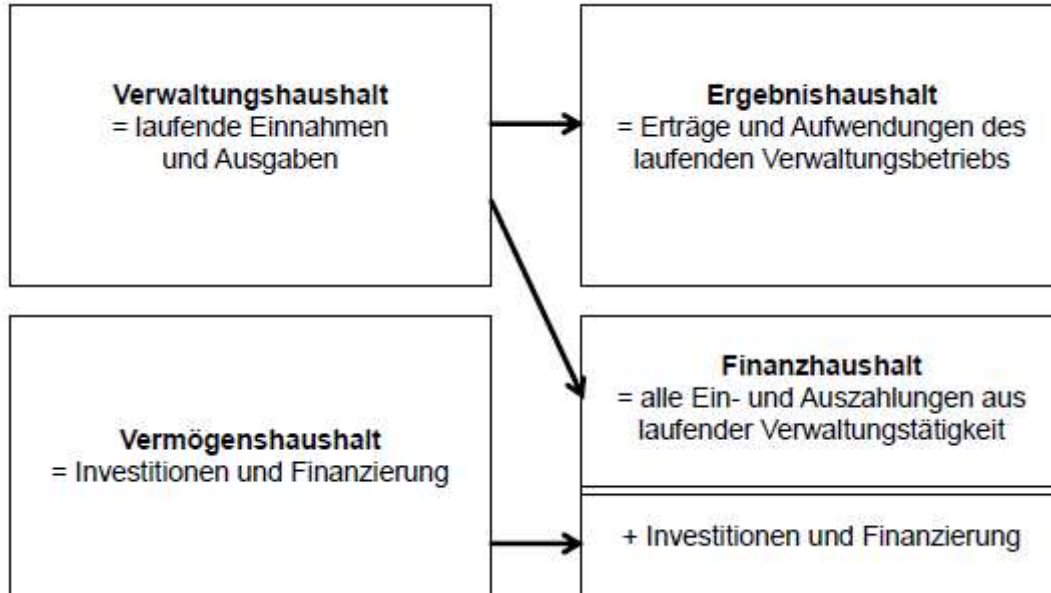 Verwaltungshaushalt
= laufende Einnahmen
und Ausgaben
Ergebnishaushalt
= Erträge und Aufwendungen des
laufenden Verwaltungsbetriebs
Vermögenshaushalt
= Investitionen und Finanzierung
Finanzhaushalt
= alle Ein- und Auszahlungen aus
laufender Verwaltungstätigkeit
+ Investitionen und Finanzierung